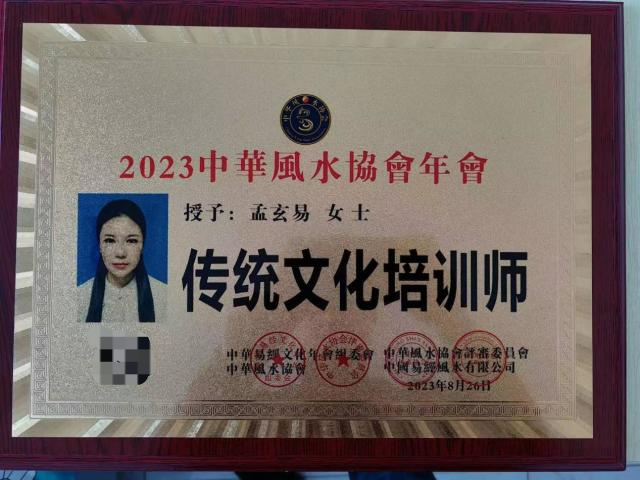 2023中華風水協會年會
授予：孟玄易 女士
传统文化培训师
中華易經文化年會組委會
中華風水協會評審委員會
中華風水協會
中國易經風水有限公司
2023年8月26日